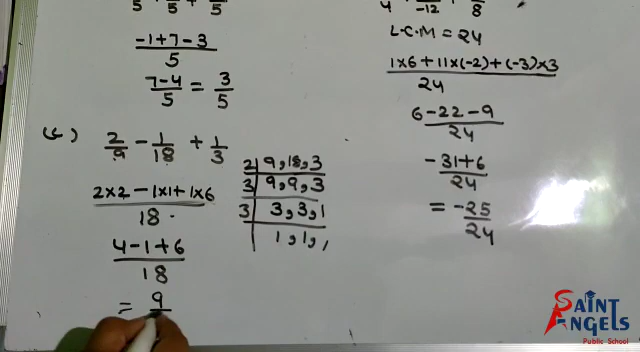 -1+7-3
5
7-4 = 3
5 5
(c) 2/9 - 1/18 + 1/3
2×2 - 1×1 + 1×6
18
4-1+6
18
= 9
2 | 9,18,3
3 | 9,9,3
3 | 3,3,1
1,1,1
-12
8
L.C.M = 24
1×6+11×(-2)+(-3)×3
24
6-22-9
24
-31+6
24
= -25
24
SAINT
ANGELS
Public School